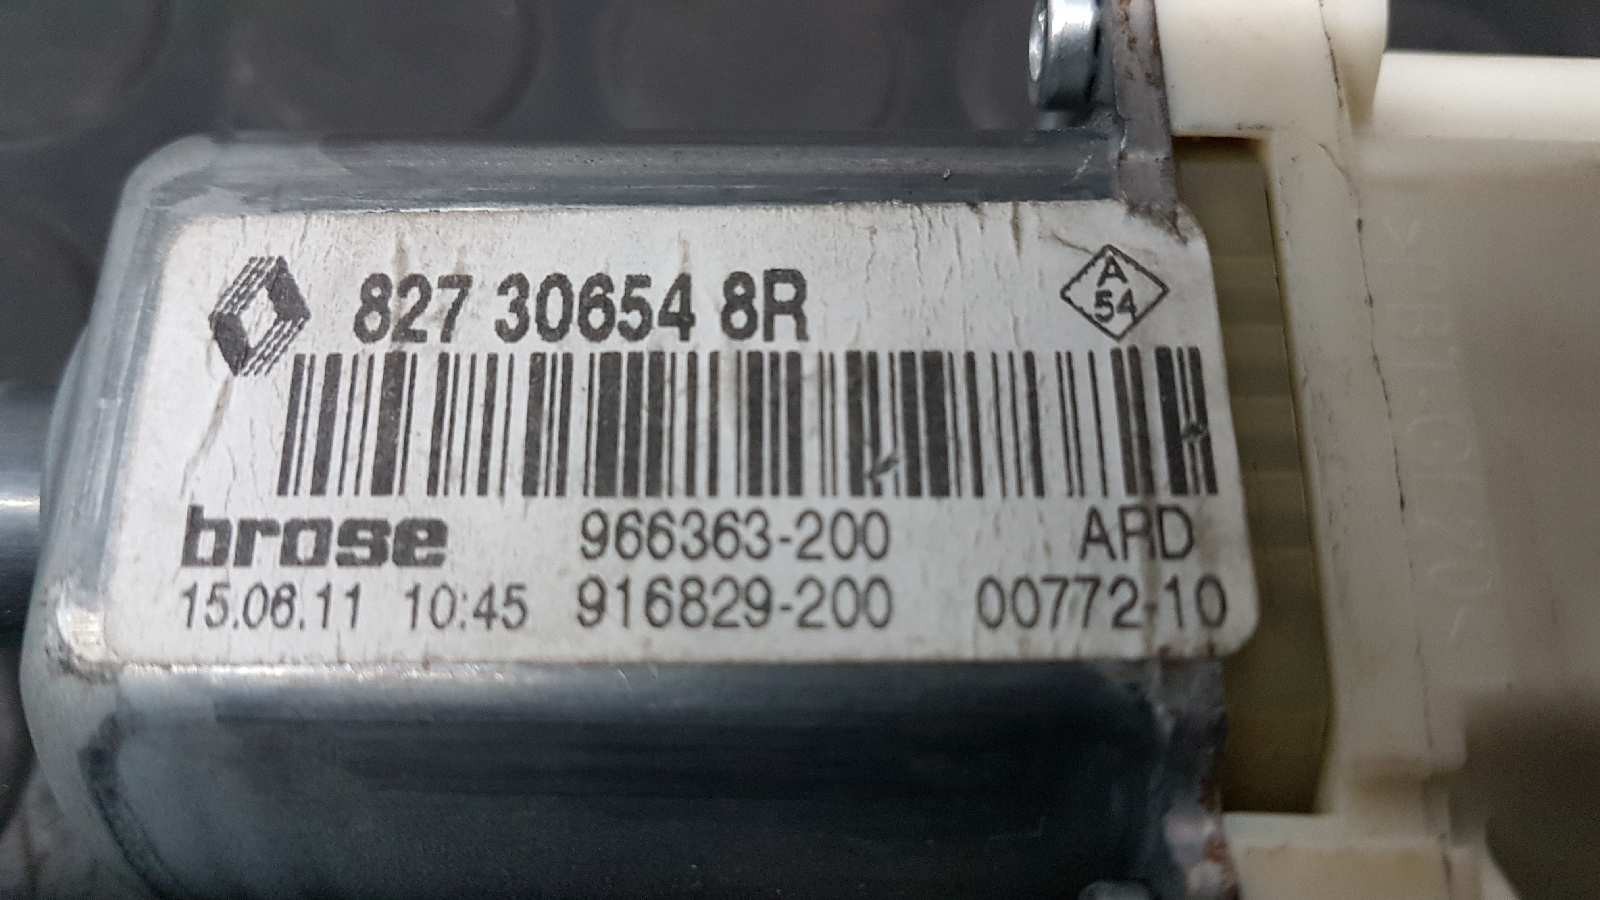 827 30654 8R
A
54
brose 966363-200 ARD
15.06.11 10:45 916829-200 00772-10